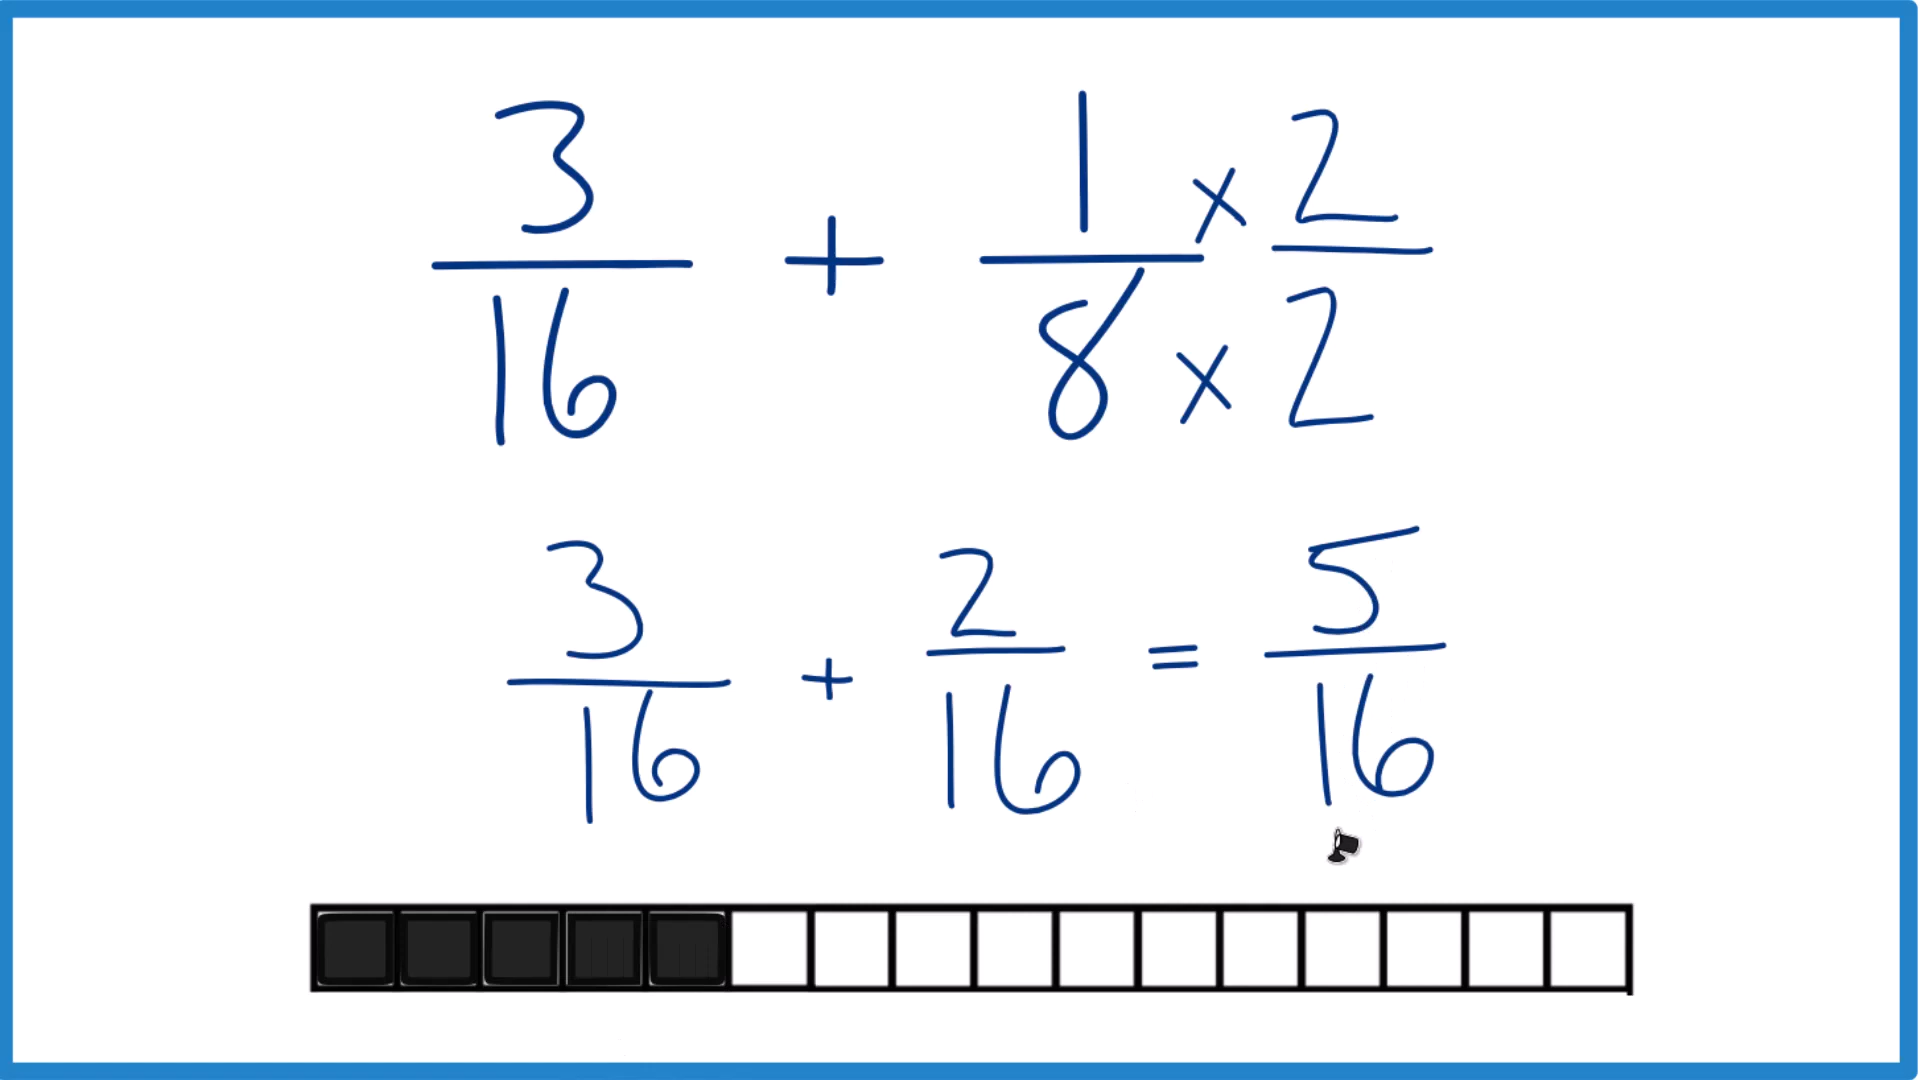 3/16 + 1/8 × 2/× 2
3/16 + 2/16 = 5/16